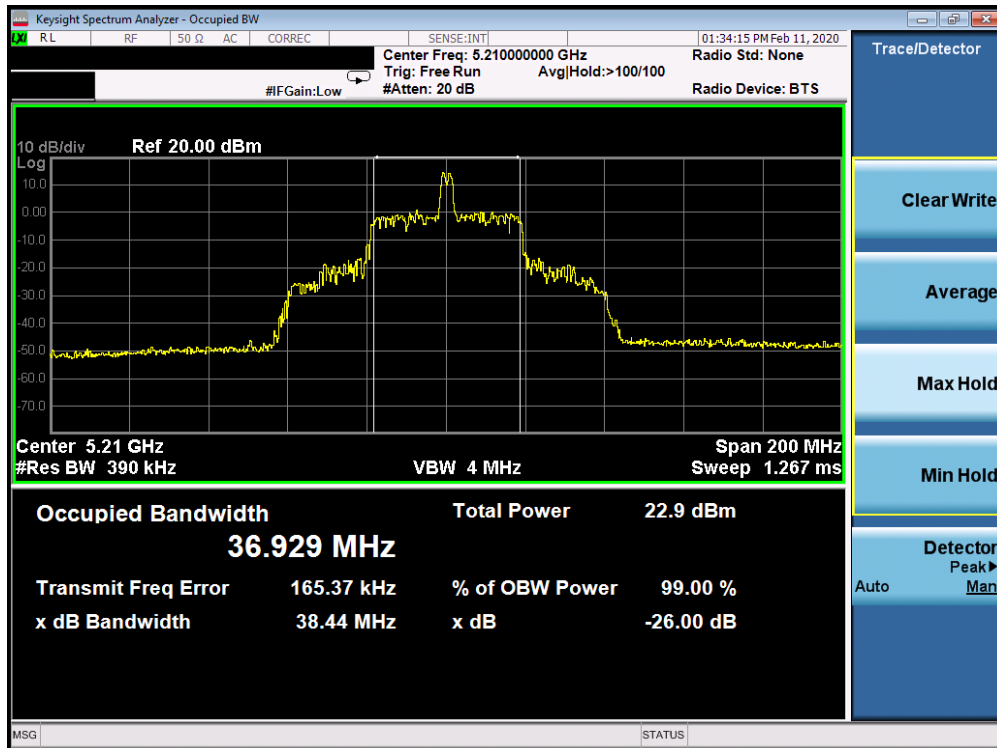 Keysight Spectrum Analyzer - Occupied BW
LXI RL RF 50 Ω AC CORREC SENSE:INT 01:34:15 PM Feb 11, 2020
Center Freq: 5.210000000 GHz Radio Std: None
Trig: Free Run Avg|Hold:>100/100
#IFGain:Low #Atten: 20 dB Radio Device: BTS
10 dB/div Ref 20.00 dBm
Log
10.0
0.00
-10.0
-20.0
-30.0
-40.0
-50.0
-60.0
-70.0
Center 5.21 GHz Span 200 MHz
#Res BW 390 kHz VBW 4 MHz Sweep 1.267 ms
Occupied Bandwidth Total Power 22.9 dBm
36.929 MHz
Transmit Freq Error 165.37 kHz % of OBW Power 99.00 %
x dB Bandwidth 38.44 MHz x dB -26.00 dB
MSG STATUS
Trace/Detector
Clear Write
Average
Max Hold
Min Hold
Detector
Peak▶
Auto Man